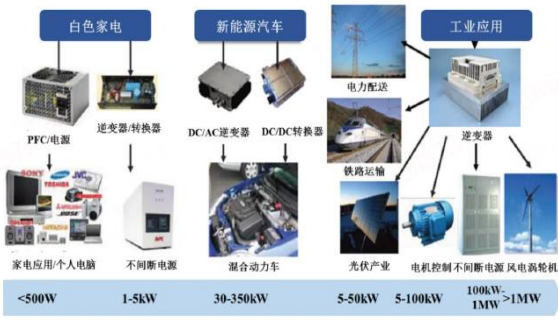 白色家电
新能源汽车
工业应用
PFC/电源
逆变器/转换器
DC/AC逆变器
DC/DC转换器
电力配送
逆变器
铁路运输
SONY
JVC
TOSHIBA
BOSE
家电应用/个人电脑
不间断电源
混合动力车
光伏产业
电机控制
不间断电源
风电涡轮机
<500W
1-5kW
30-350kW
5-50kW
5-100kW
100kW-
1MW
>1MW